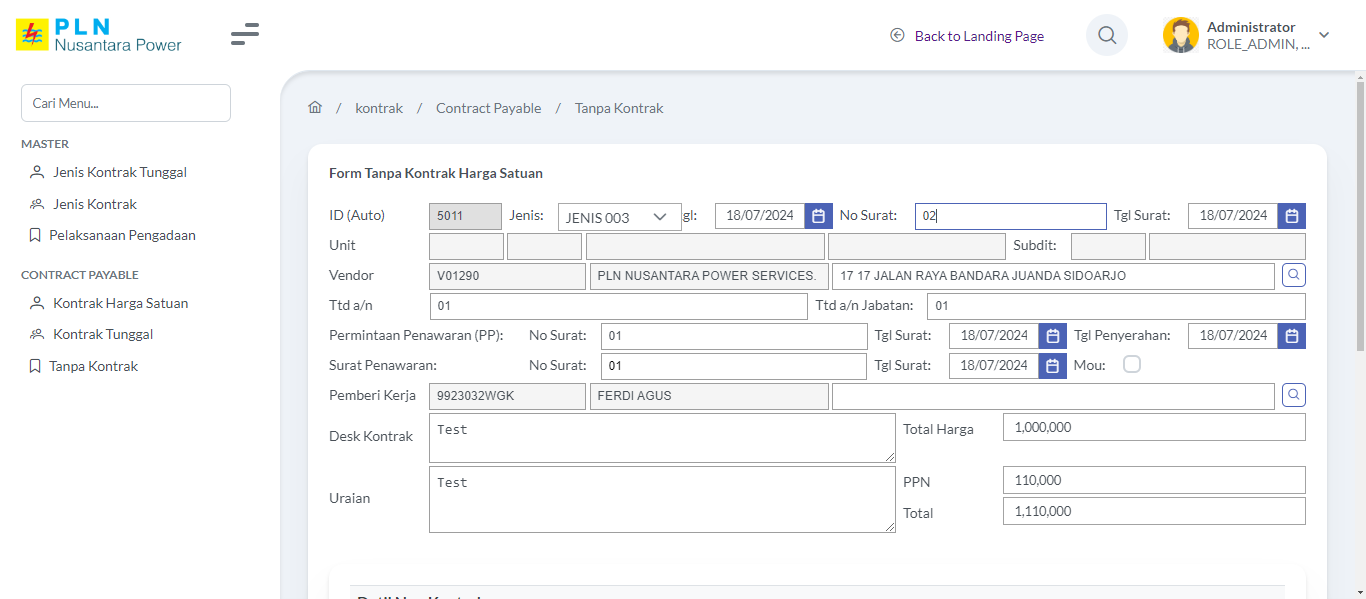 PLN
Nusantara Power
Back to Landing Page
Administrator
ROLE_ADMIN, ...
Cari Menu...
MASTER
Jenis Kontrak Tunggal
Jenis Kontrak
Pelaksanaan Pengadaan
CONTRACT PAYABLE
Kontrak Harga Satuan
Kontrak Tunggal
Tanpa Kontrak
/ kontrak / Contract Payable / Tanpa Kontrak
Form Tanpa Kontrak Harga Satuan
ID (Auto) 5011 Jenis: JENIS 003 gl: 18/07/2024 No Surat: 02 Tgl Surat: 18/07/2024
Unit Subdit:
Vendor V01290 PLN NUSANTARA POWER SERVICES. 17 17 JALAN RAYA BANDARA JUANDA SIDOARJO
Ttd a/n 01 Ttd a/n Jabatan: 01
Permintaan Penawaran (PP): No Surat: 01 Tgl Surat: 18/07/2024 Tgl Penyerahan: 18/07/2024
Surat Penawaran: No Surat: 01 Tgl Surat: 18/07/2024 Mou:
Pemberi Kerja 9923032WGK FERDI AGUS
Desk Kontrak Test Total Harga 1,000,000
Uraian Test PPN 110,000
Total 1,110,000